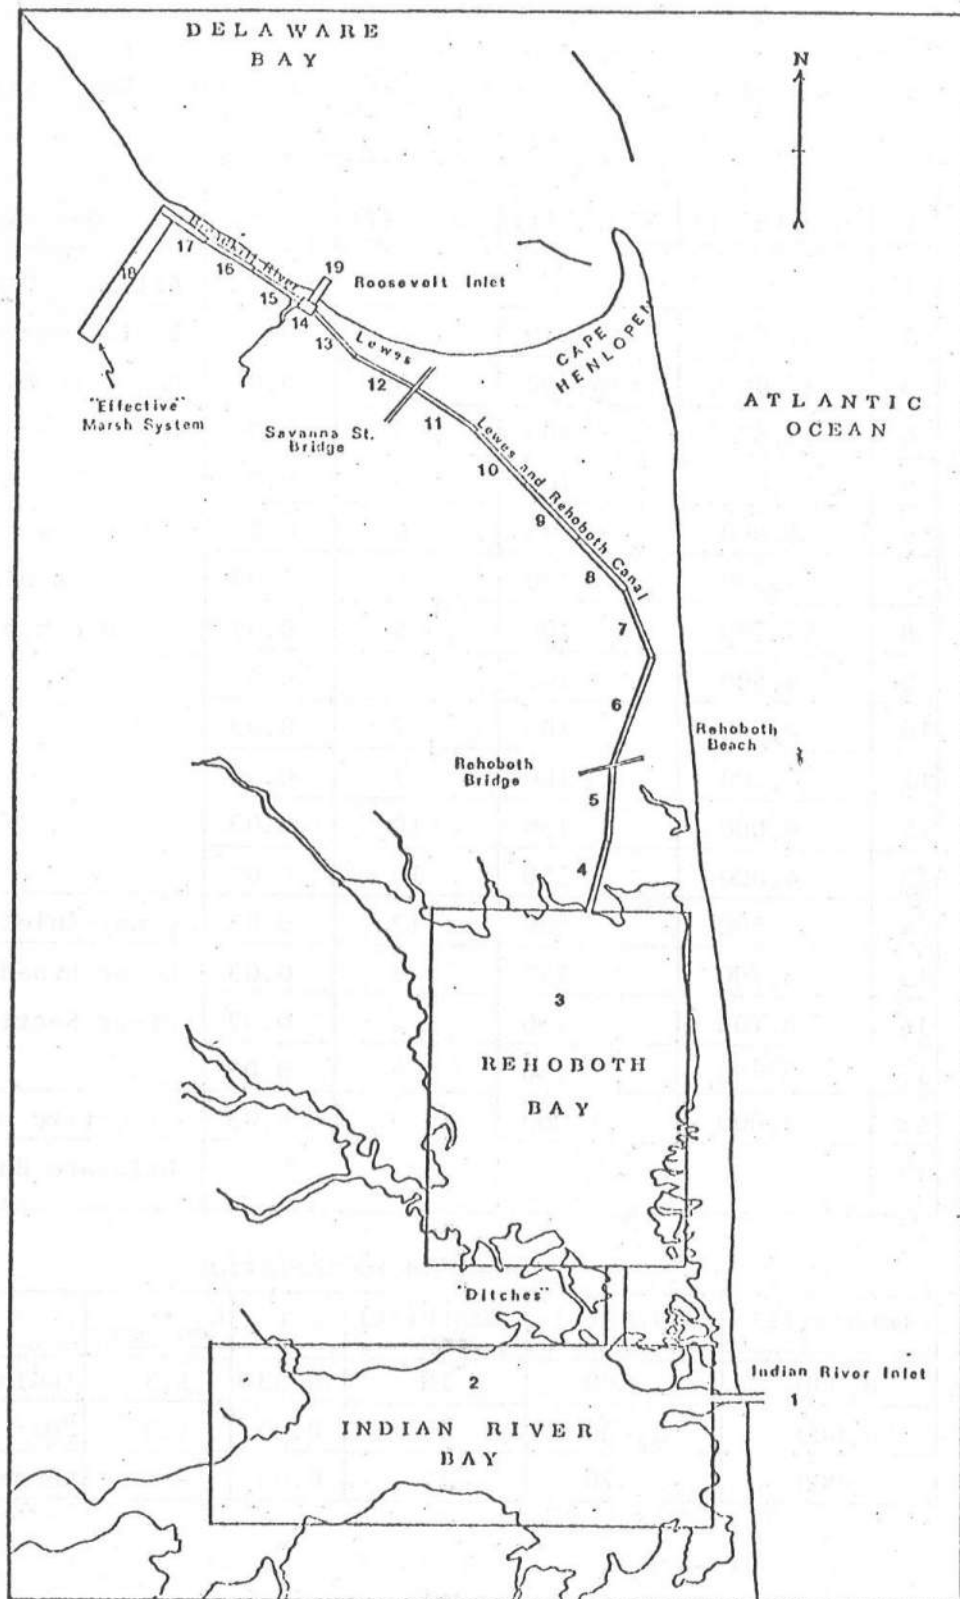 DELAWARE
BAY
N
19
Roosevelt Inlet
17
16
18
15
14
13
Lewes
12
CAPE
HENLOPEN
"Effective"
Marsh System
11
Savanna St.
Bridge
ATLANTIC
OCEAN
10
Lewes and Rehoboth Canal
9
8
7
6
Rehoboth
Beach
Rehoboth
Bridge
5
4
3
REHOBOTH
BAY
"Ditches"
2
Indian River Inlet
1
INDIAN RIVER
BAY